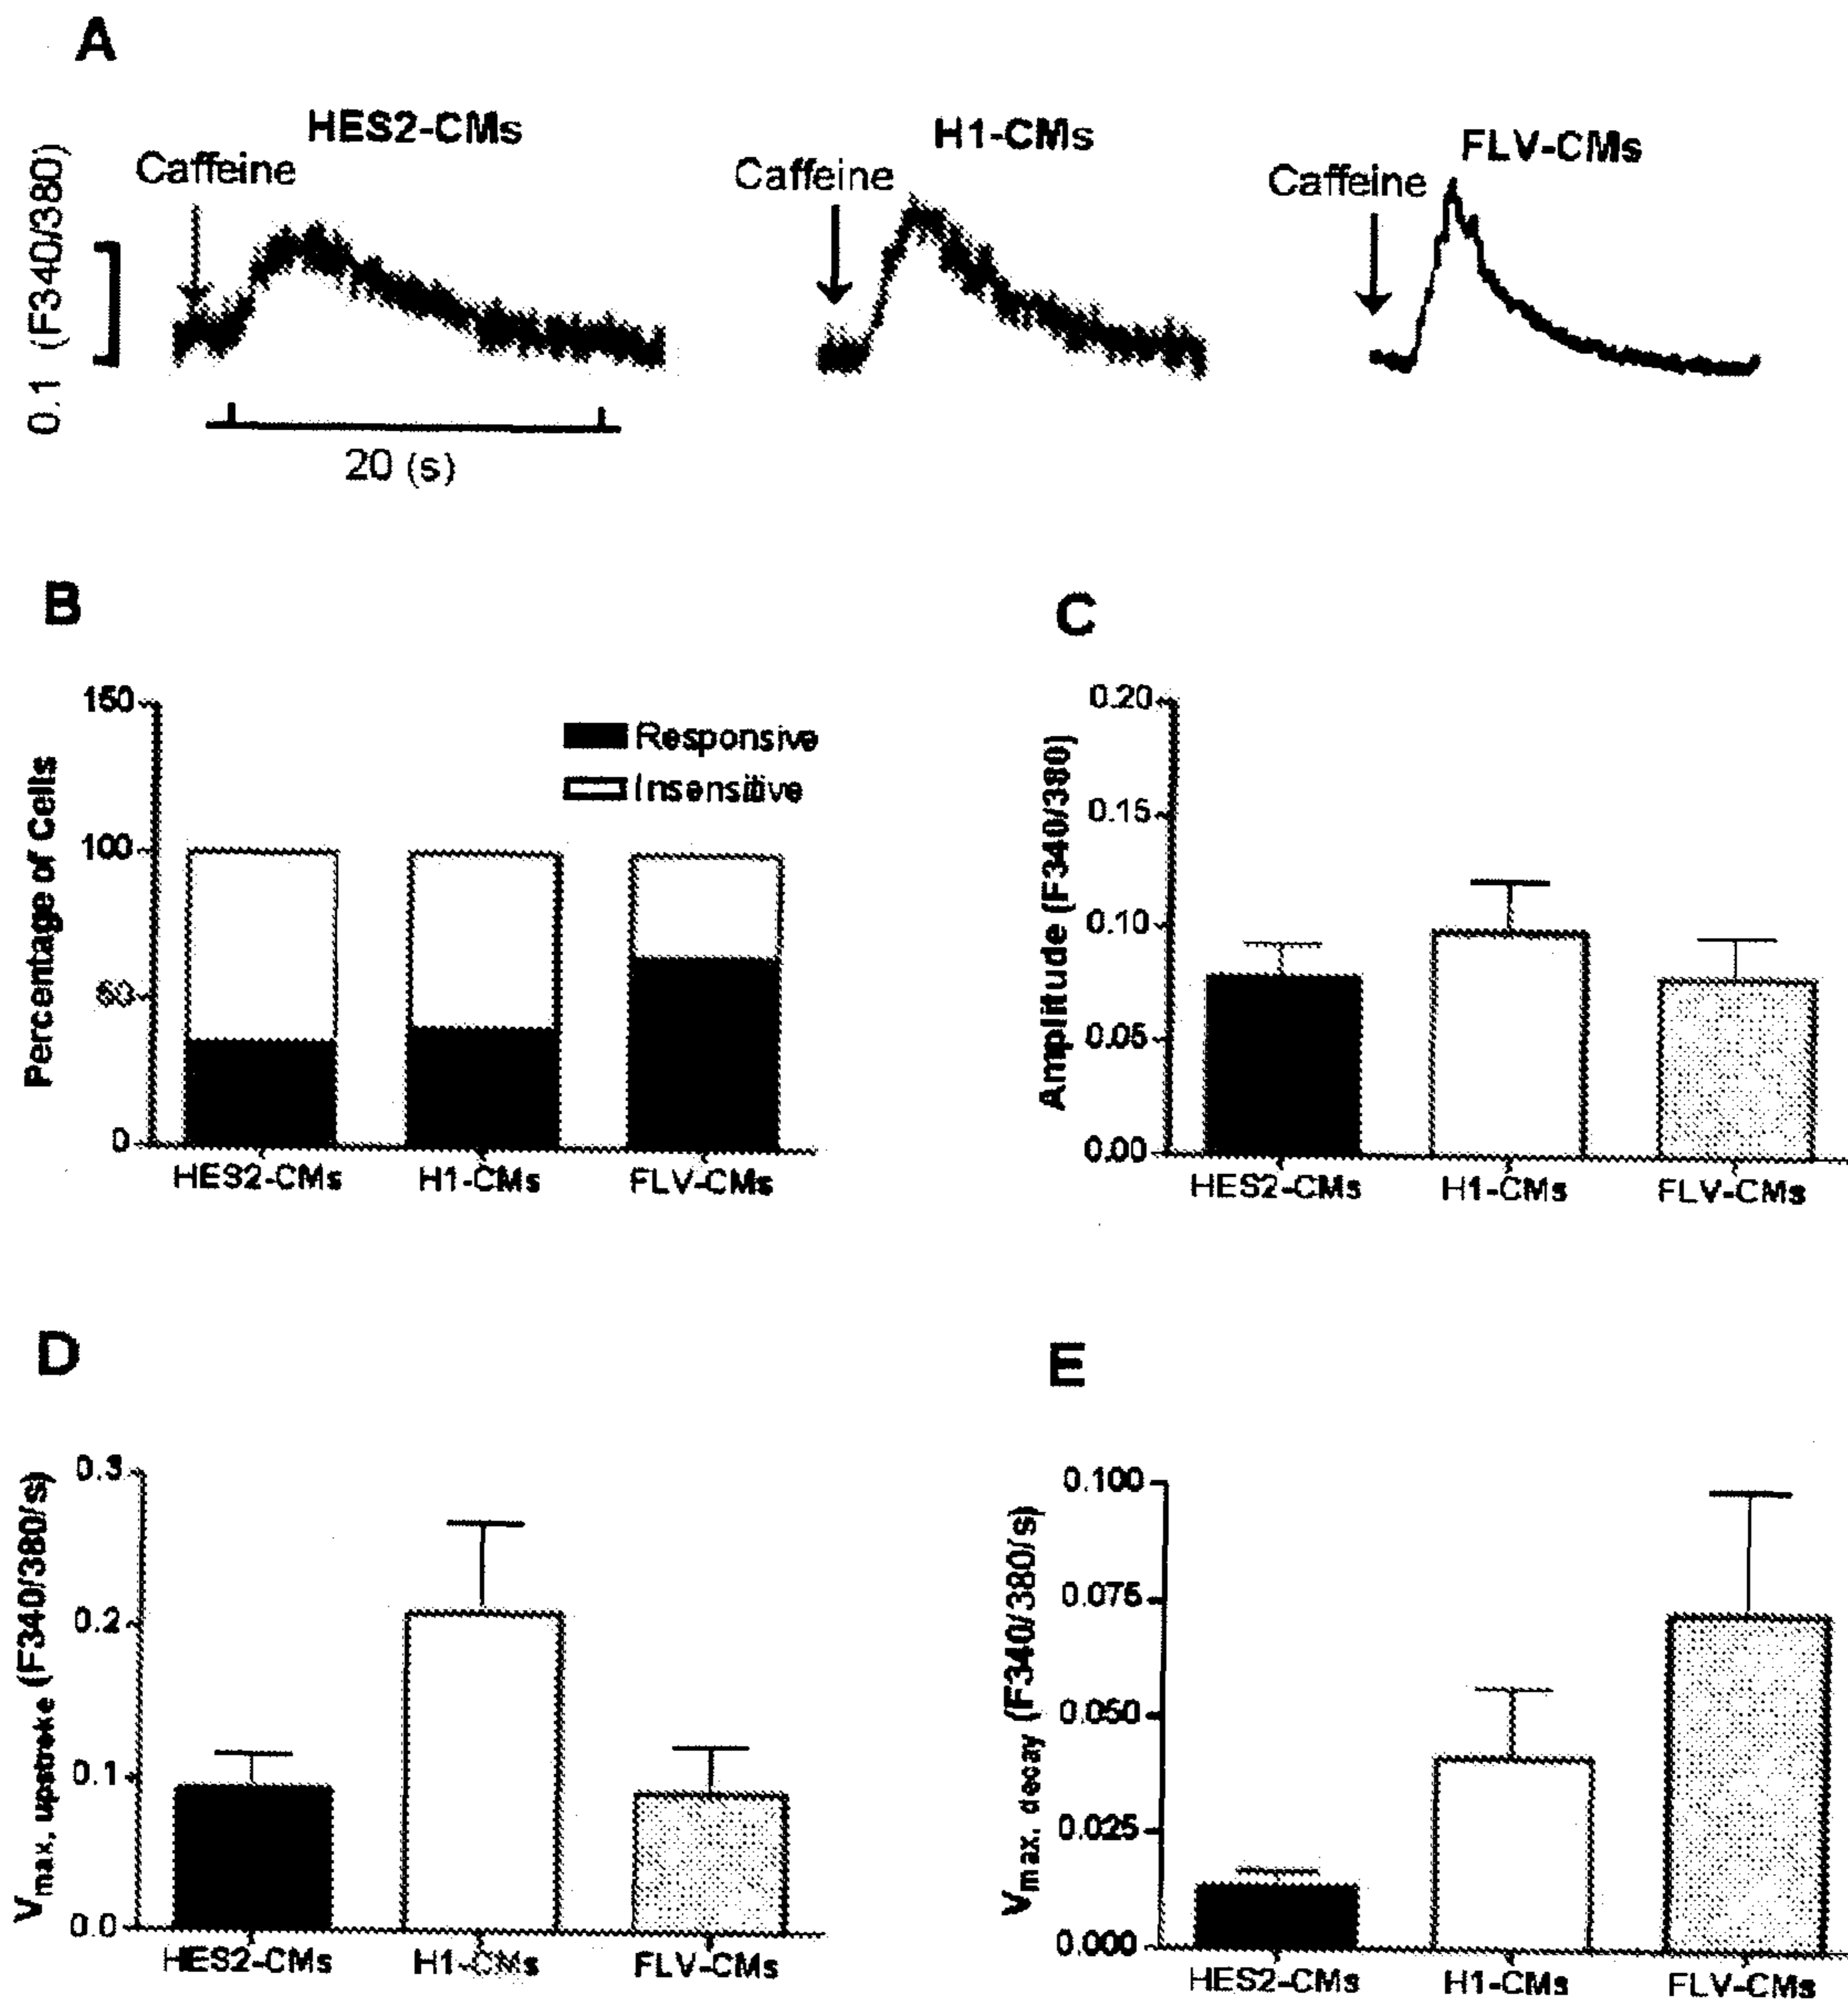 A
HES2-CMs
H1-CMs
FLV-CMs
Caffeine
Caffeine
Caffeine
0.1 (F340/380)
20 (s)
B
Percentage of Cells
150
100
50
0
Responsive
Insensitive
HES2-CMs
H1-CMs
FLV-CMs
C
Amplitude (F340/380)
0.20
0.15
0.10
0.05
0.00
HES2-CMs
H1-CMs
FLV-CMs
D
Vmax, upstroke (F340/380/s)
0.3
0.2
0.1
0.0
HES2-CMs
H1-CMs
FLV-CMs
E
Vmax. decay (F340/380/s)
0.100
0.075
0.050
0.025
0.000
HES2-CMs
H1-CMs
FLV-CMs